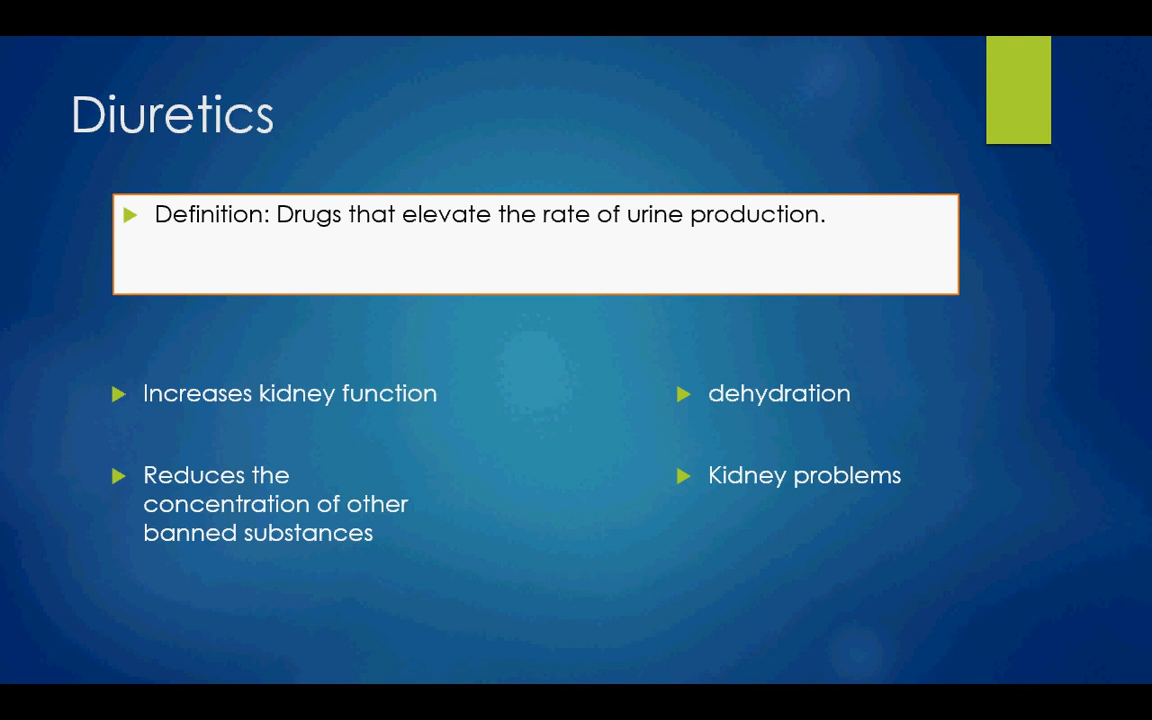 Diuretics
Definition: Drugs that elevate the rate of urine production.
Increases kidney function
Reduces the
concentration of other
banned substances
dehydration
Kidney problems